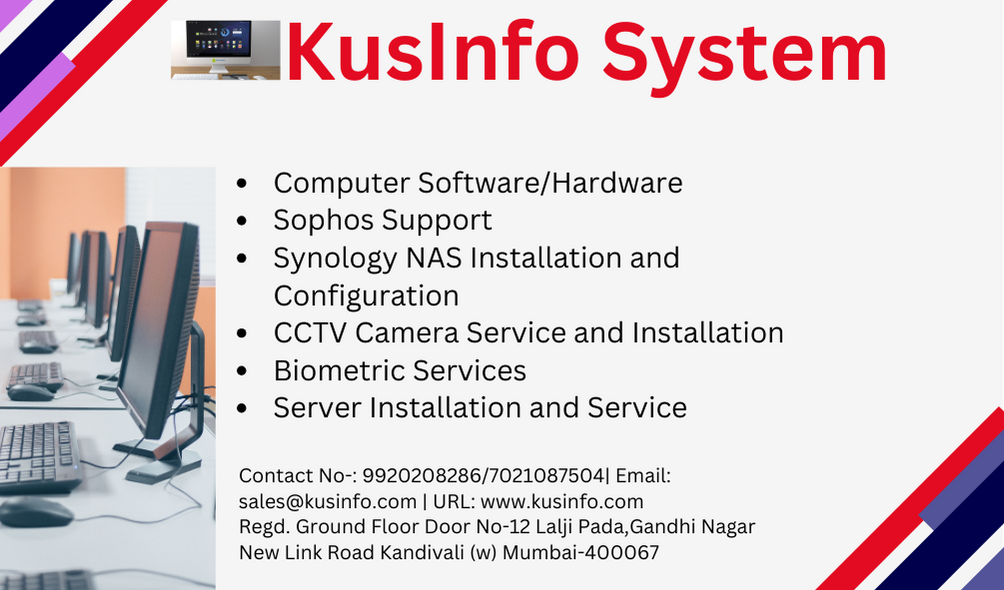 KusInfo System
• Computer Software/Hardware
• Sophos Support
• Synology NAS Installation and
Configuration
• CCTV Camera Service and Installation
• Biometric Services
• Server Installation and Service
Contact No-: 9920208286/7021087504| Email:
sales@kusinfo.com | URL: www.kusinfo.com
Regd. Ground Floor Door No-12 Lalji Pada,Gandhi Nagar
New Link Road Kandivali (w) Mumbai-400067